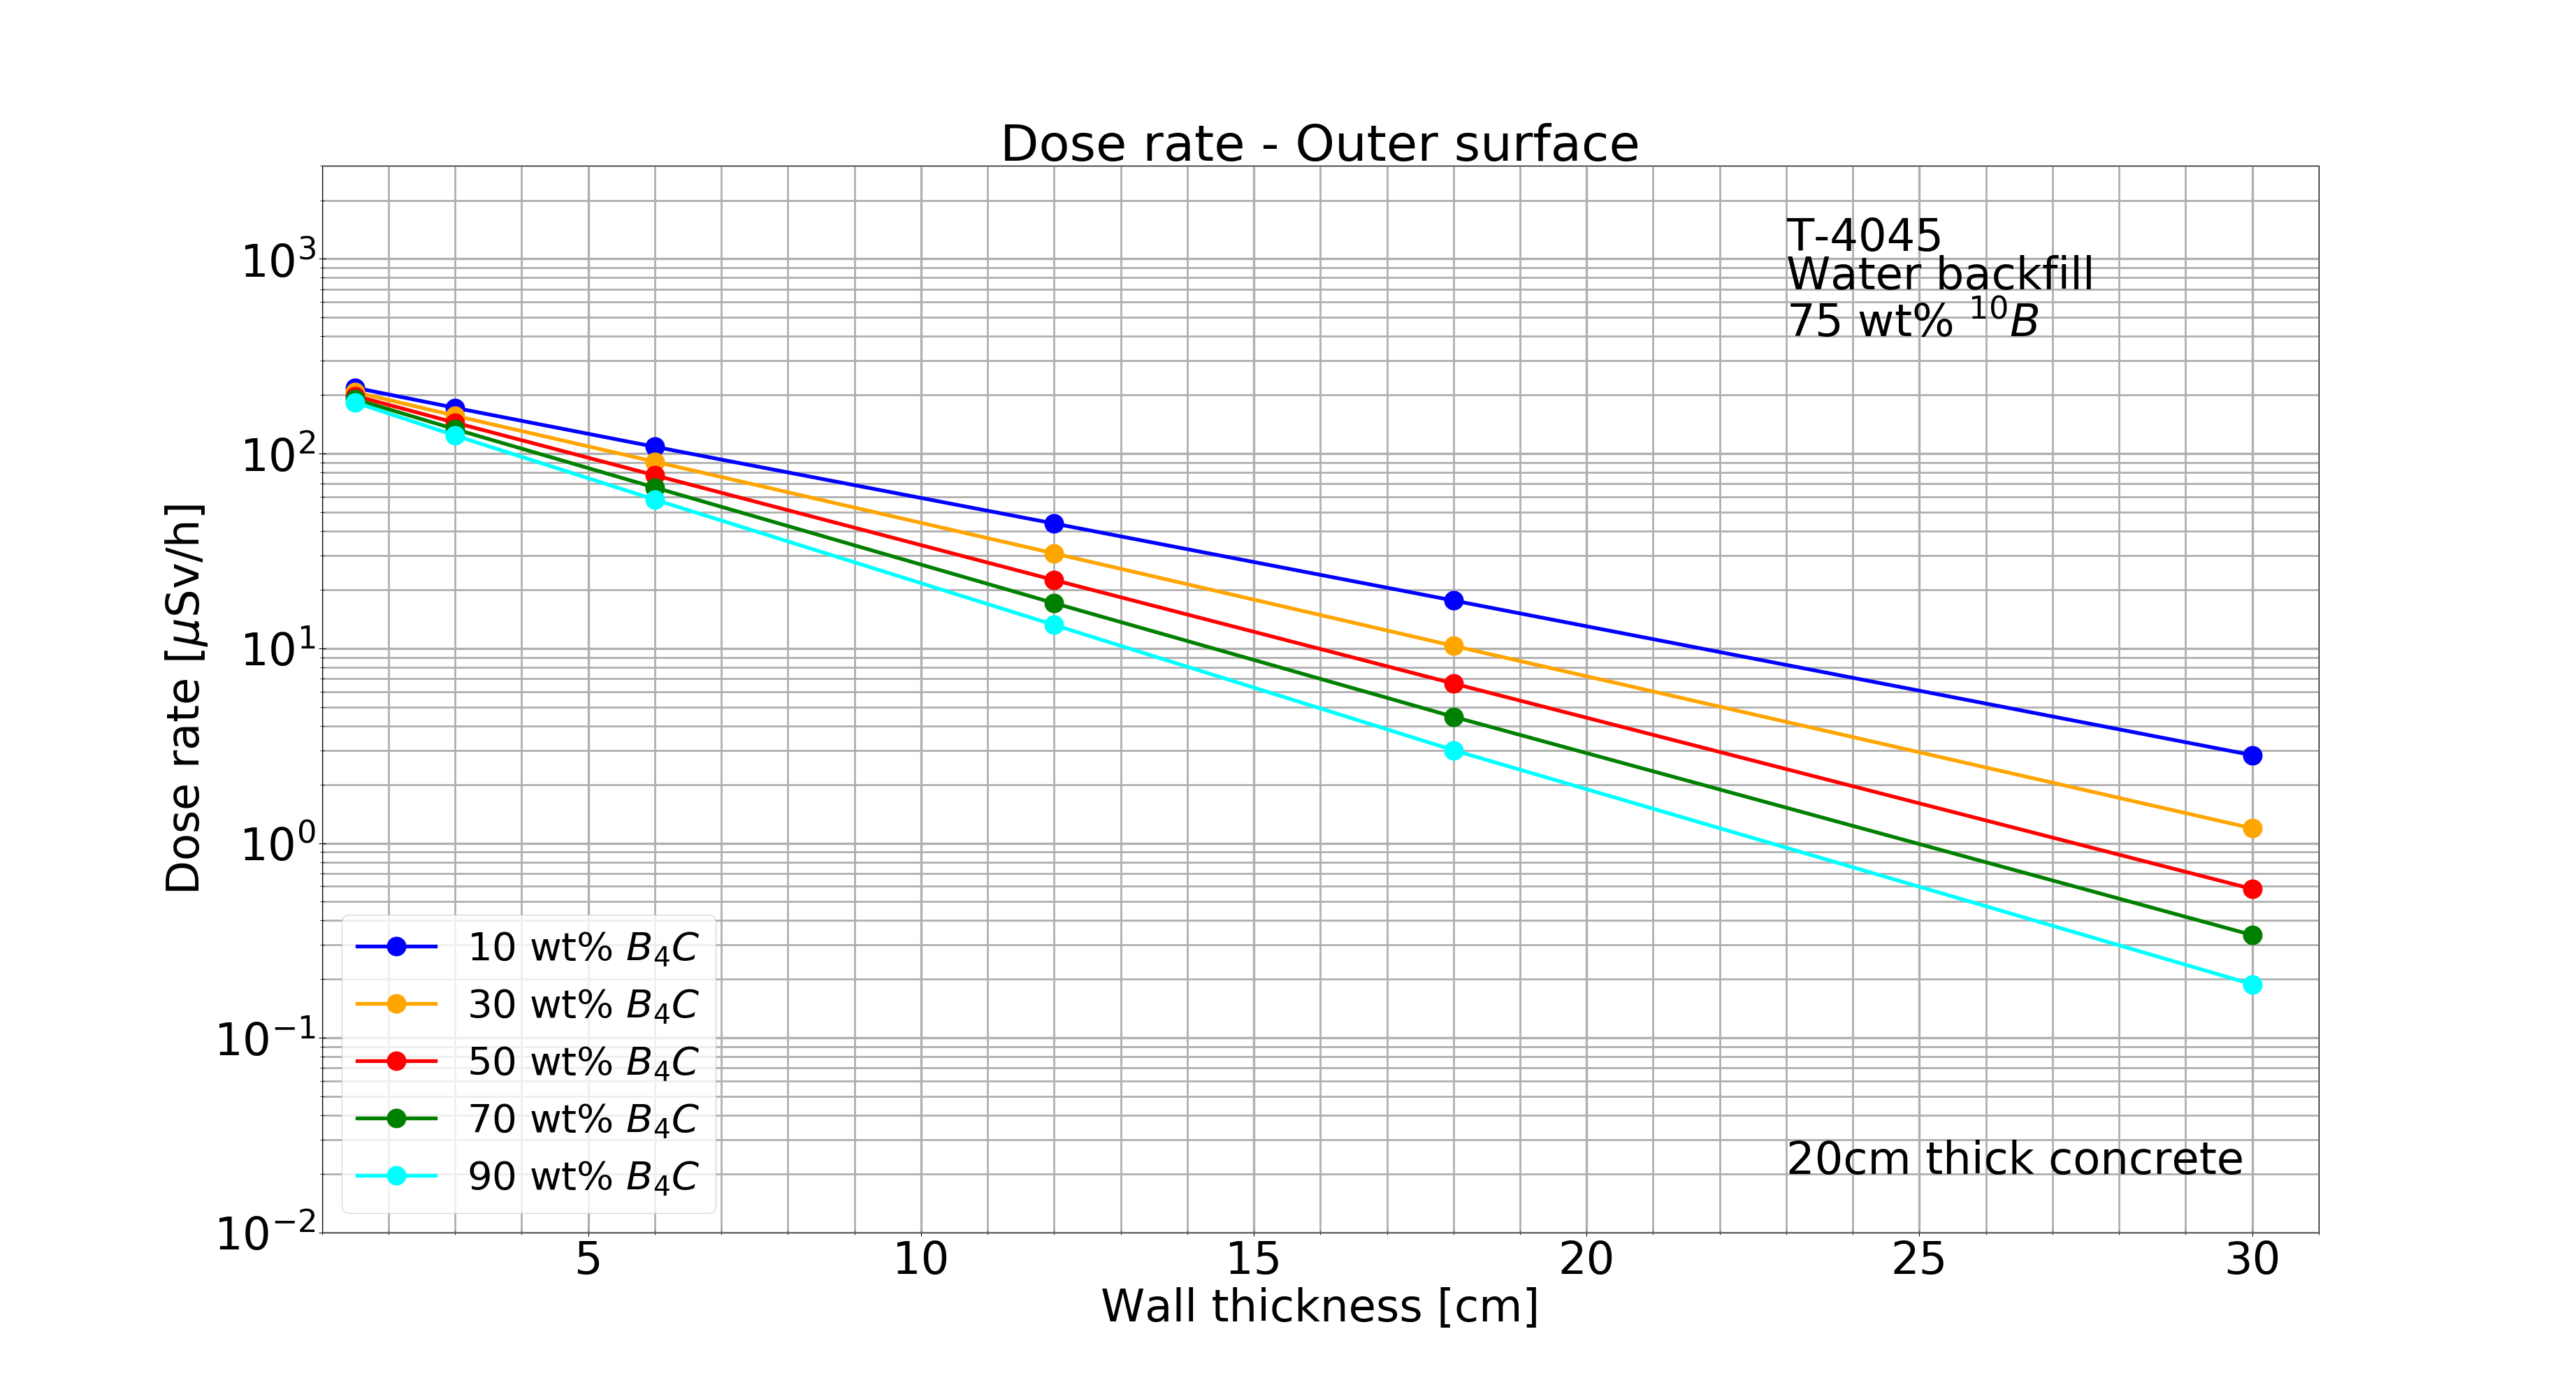 Dose rate - Outer surface
T-4045
Water backfill
75 wt% ¹⁰B
10³
10²
10¹
10⁰
10⁻¹
10⁻²
Dose rate [μSv/h]
10 wt% B₄C
30 wt% B₄C
50 wt% B₄C
70 wt% B₄C
90 wt% B₄C
20cm thick concrete
5 10 15 20 25 30
Wall thickness [cm]